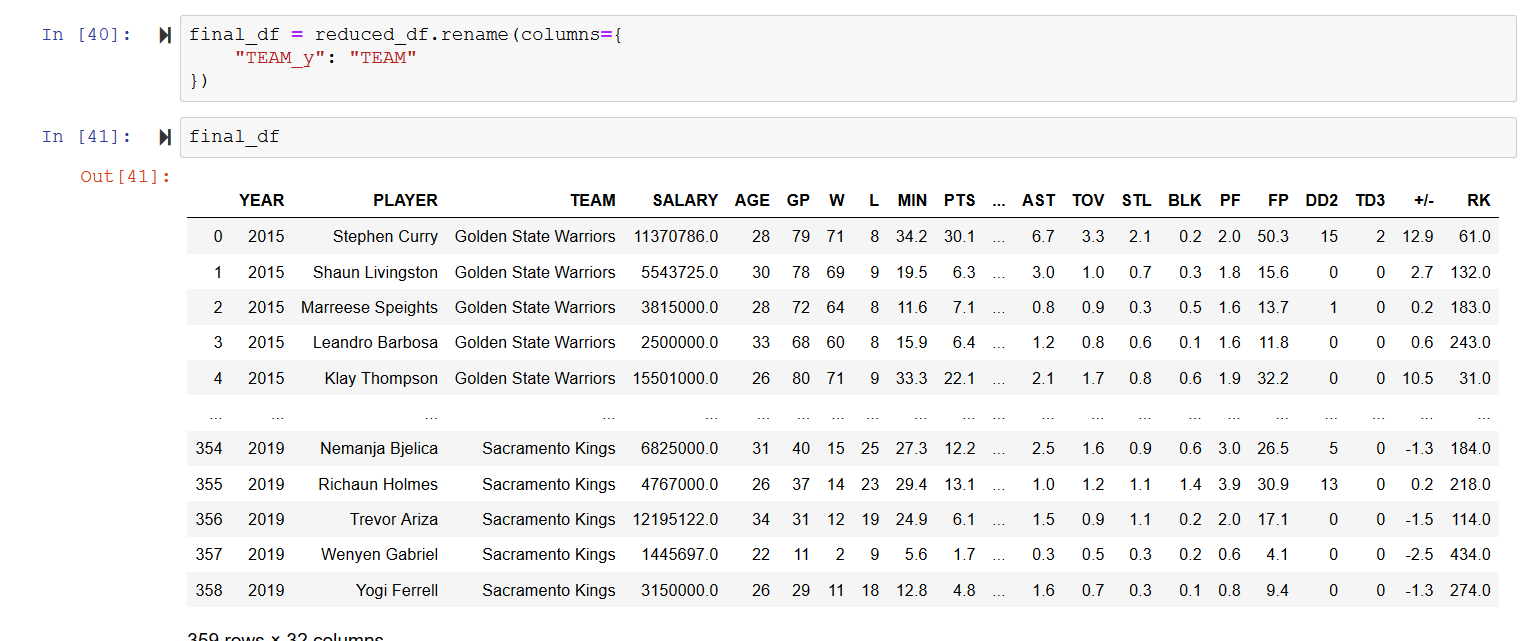 In [40]: final_df = reduced_df.rename(columns={
"TEAM_y": "TEAM"
})
In [41]: final_df
Out[41]:
YEAR PLAYER TEAM SALARY AGE GP W L MIN PTS ... AST TOV STL BLK PF FP DD2 TD3 +/- RK
0 2015 Stephen Curry Golden State Warriors 11370786.0 28 79 71 8 34.2 30.1 ... 6.7 3.3 2.1 0.2 2.0 50.3 15 2 12.9 61.0
1 2015 Shaun Livingston Golden State Warriors 5543725.0 30 78 69 9 19.5 6.3 ... 3.0 1.0 0.7 0.3 1.8 15.6 0 0 2.7 132.0
2 2015 Marreese Speights Golden State Warriors 3815000.0 28 72 64 8 11.6 7.1 ... 0.8 0.9 0.3 0.5 1.6 13.7 1 0 0.2 183.0
3 2015 Leandro Barbosa Golden State Warriors 2500000.0 33 68 60 8 15.9 6.4 ... 1.2 0.8 0.6 0.1 1.6 11.8 0 0 0.6 243.0
4 2015 Klay Thompson Golden State Warriors 15501000.0 26 80 71 9 33.3 22.1 ... 2.1 1.7 0.8 0.6 1.9 32.2 0 0 10.5 31.0
... ... ... ... ... ... ... ... ... ... ... ... ... ... ... ... ... ... ... ... ... ...
354 2019 Nemanja Bjelica Sacramento Kings 6825000.0 31 40 15 25 27.3 12.2 ... 2.5 1.6 0.9 0.6 3.0 26.5 5 0 -1.3 184.0
355 2019 Richaun Holmes Sacramento Kings 4767000.0 26 37 14 23 29.4 13.1 ... 1.0 1.2 1.1 1.4 3.9 30.9 13 0 0.2 218.0
356 2019 Trevor Ariza Sacramento Kings 12195122.0 34 31 12 19 24.9 6.1 ... 1.5 0.9 1.1 0.2 2.0 17.1 0 0 -1.5 114.0
357 2019 Wenyen Gabriel Sacramento Kings 1445697.0 22 11 2 9 5.6 1.7 ... 0.3 0.5 0.3 0.2 0.6 4.1 0 0 -2.5 434.0
358 2019 Yogi Ferrell Sacramento Kings 3150000.0 26 29 11 18 12.8 4.8 ... 1.6 0.7 0.3 0.1 0.8 9.4 0 0 -1.3 274.0
359 rows × 32 columns